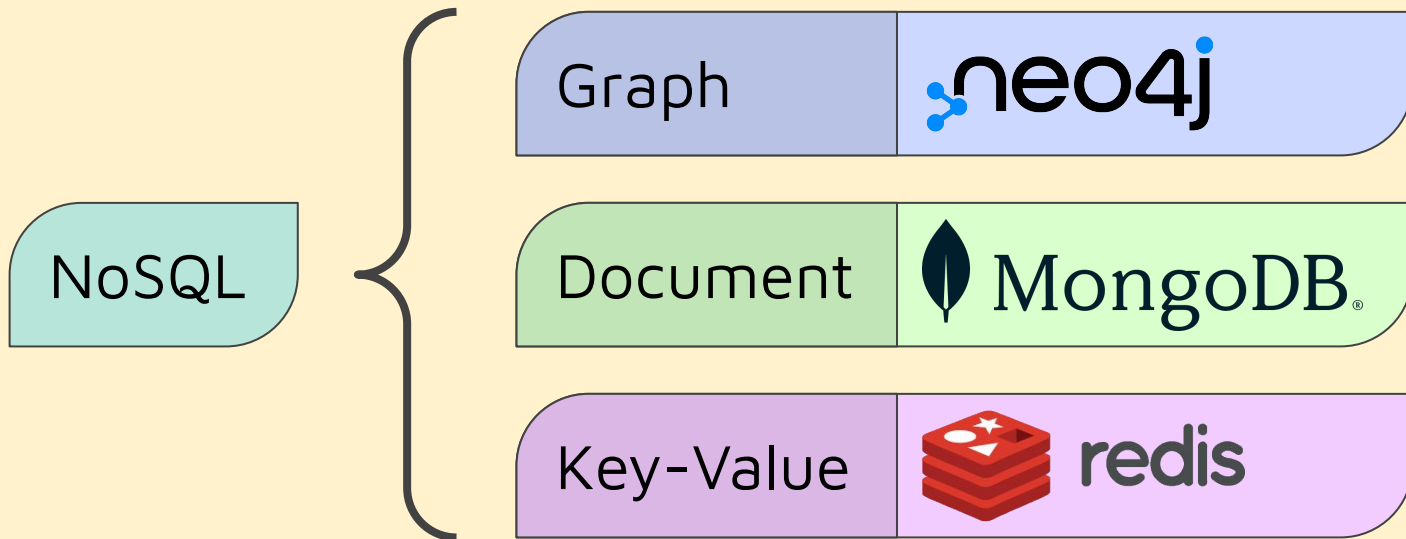 NoSQL
Graph
neo4j
Document
MongoDB®
Key-Value
redis